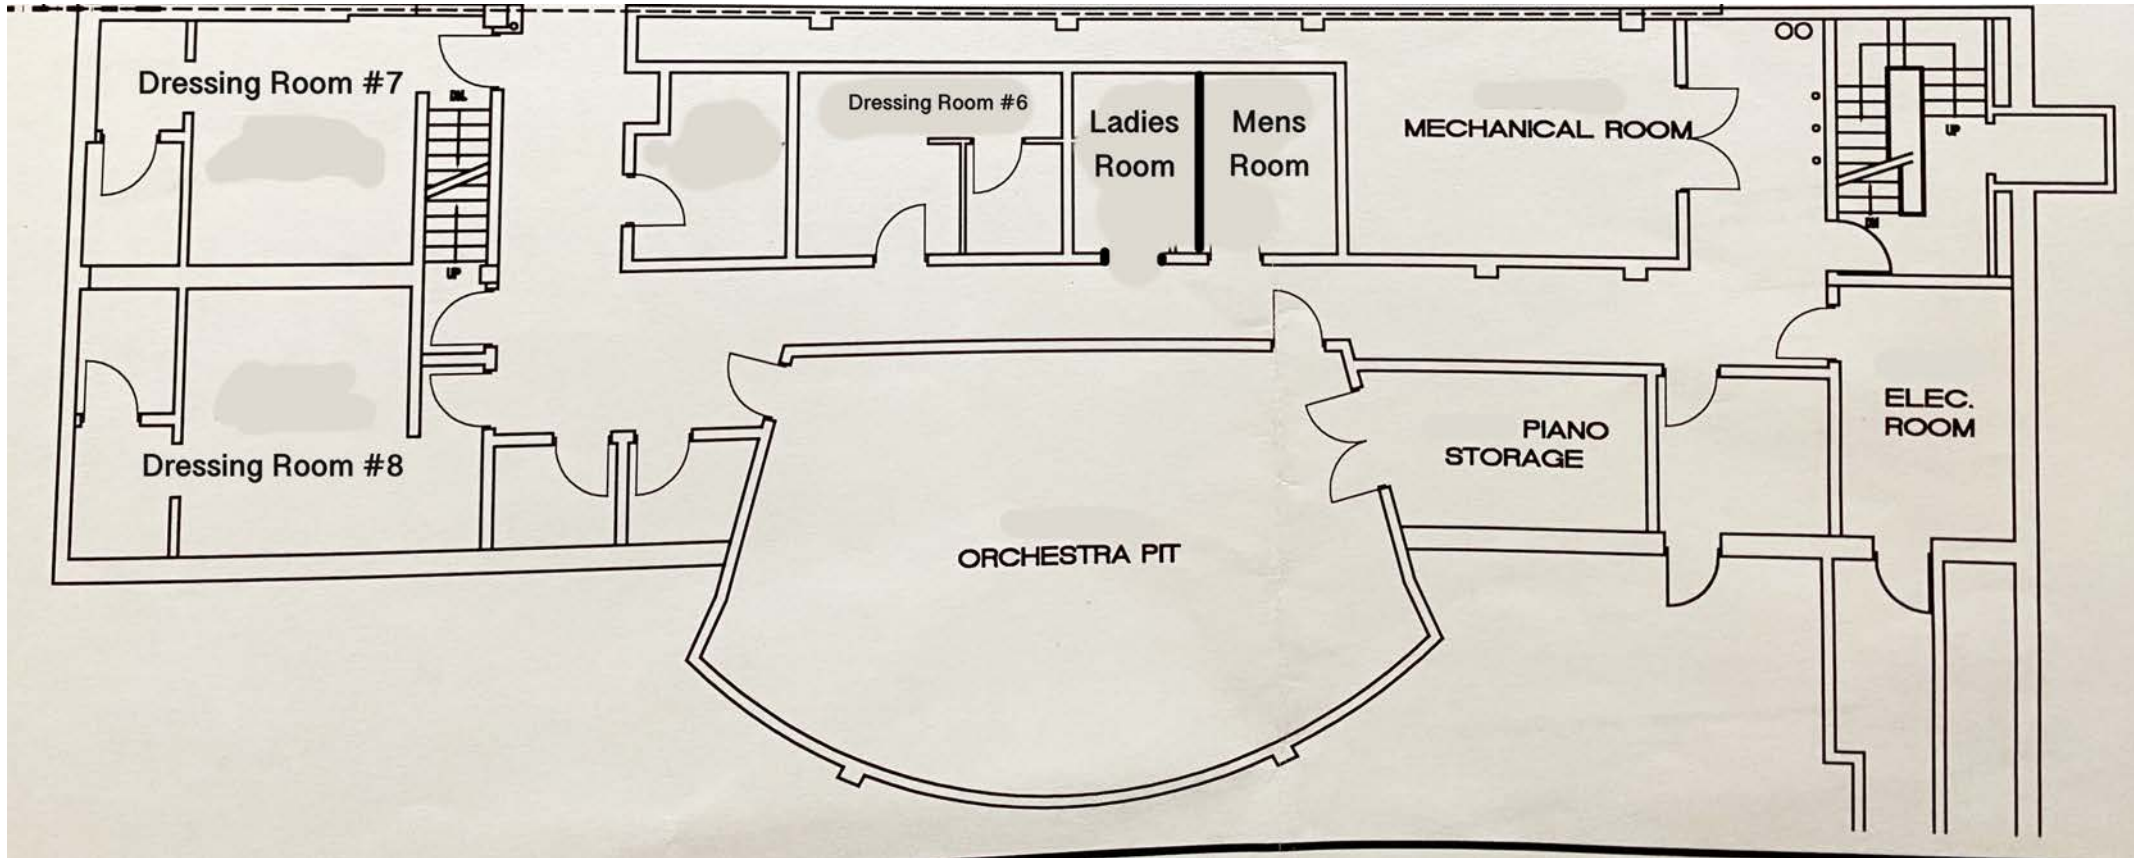 Dressing Room #7
DN.
UP
Dressing Room #6
Ladies
Room
Mens
Room
MECHANICAL ROOM
UP
DN
Dressing Room #8
ORCHESTRA PIT
PIANO
STORAGE
ELEC.
ROOM